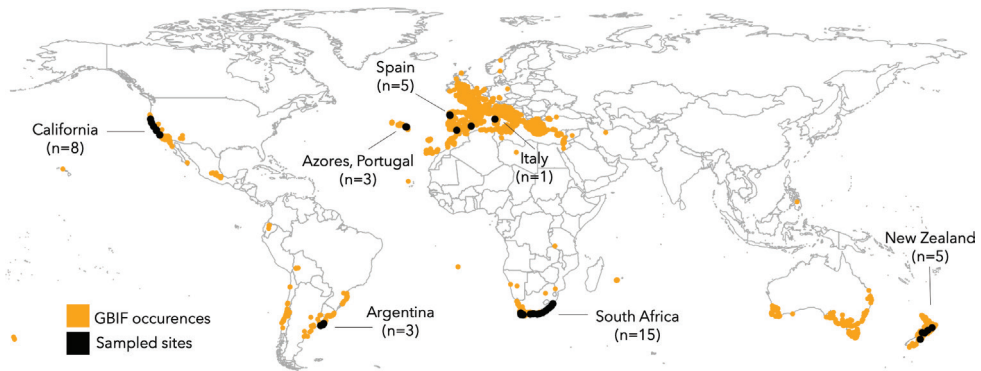 Spain
(n=5)
California
(n=8)
Azores, Portugal
(n=3)
Italy
(n=1)
New Zealand
(n=5)
GBIF occurences
Sampled sites
Argentina
(n=3)
South Africa
(n=15)